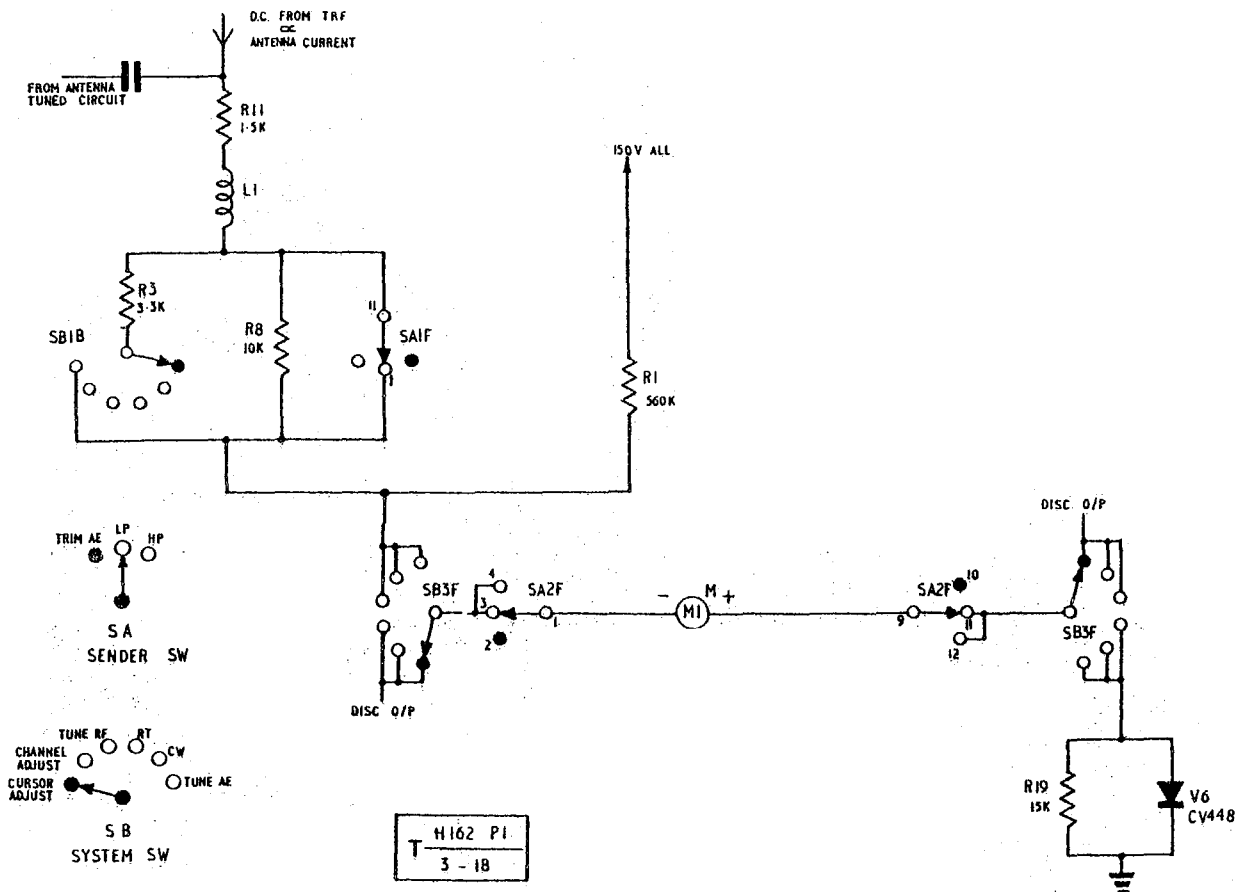 D.C. FROM TRF
OC
ANTENNA CURRENT
FROM ANTENNA
TUNED CIRCUIT
R11
1·5K
L1
150V ALL
R3
3·3K
SB1B
R8
10K
11
SA1F
1
R1
560K
TRIM AE
LP
HP
SA
SENDER SW
SB3F
4
3
2
SA2F
1
- M +
M1
DISC O/P
SA2F
10
9
11
12
SB3F
DISC O/P
TUNE RF
RT
CHANNEL
ADJUST
CW
CURSOR
ADJUST
TUNE AE
SB
SYSTEM SW
T H162 P1
3 - 18
R19
15K
V6
CV448